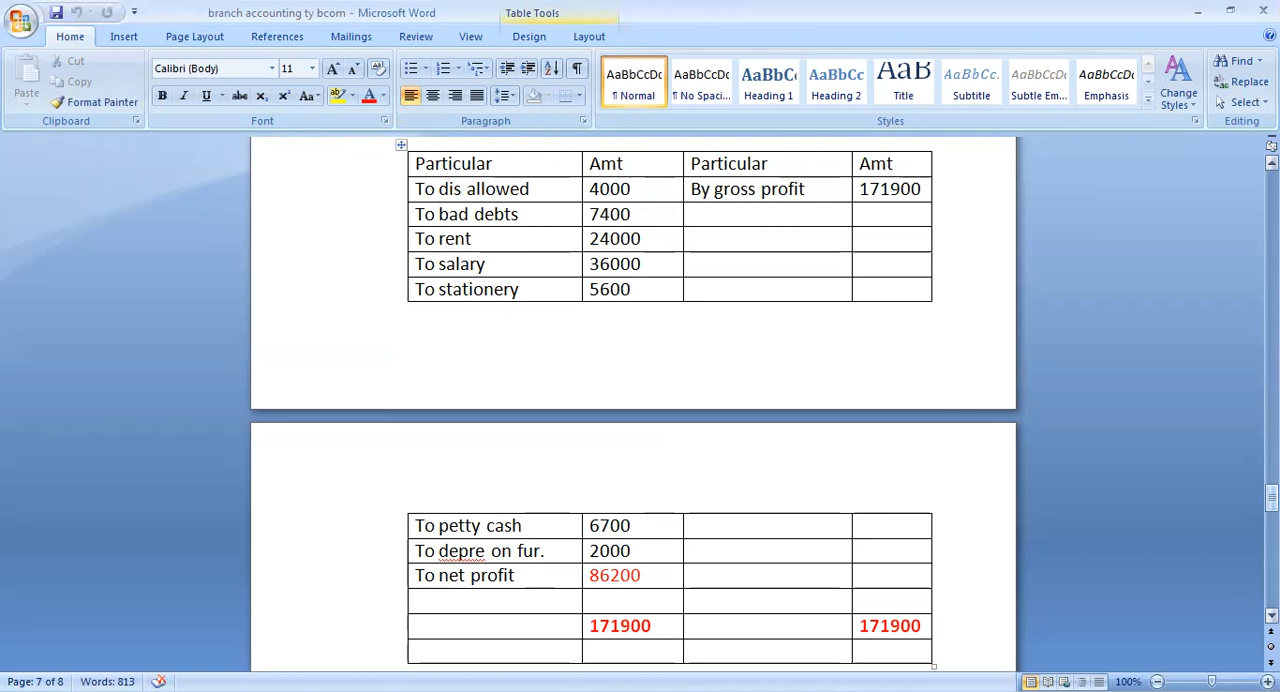 branch accounting ty bcom - Microsoft Word
Table Tools
Home Insert Page Layout References Mailings Review View Design Layout
Cut
Copy
Format Painter
Paste
Clipboard
Calibri (Body) 11
Font
Paragraph
AaBbCcDc AaBbCcDc AaBbC AaBbCc AaB AaBbCc. AaBbCcDc AaBbCcDc
¶ Normal ¶ No Spaci... Heading 1 Heading 2 Title Subtitle Subtle Em... Emphasis
Styles
Change Styles
Find
Replace
Select
Editing
Particular Amt Particular Amt
To dis allowed 4000 By gross profit 171900
To bad debts 7400
To rent 24000
To salary 36000
To stationery 5600
To petty cash 6700
To depre on fur. 2000
To net profit 86200
171900 171900
Page: 7 of 8 Words: 813 100%